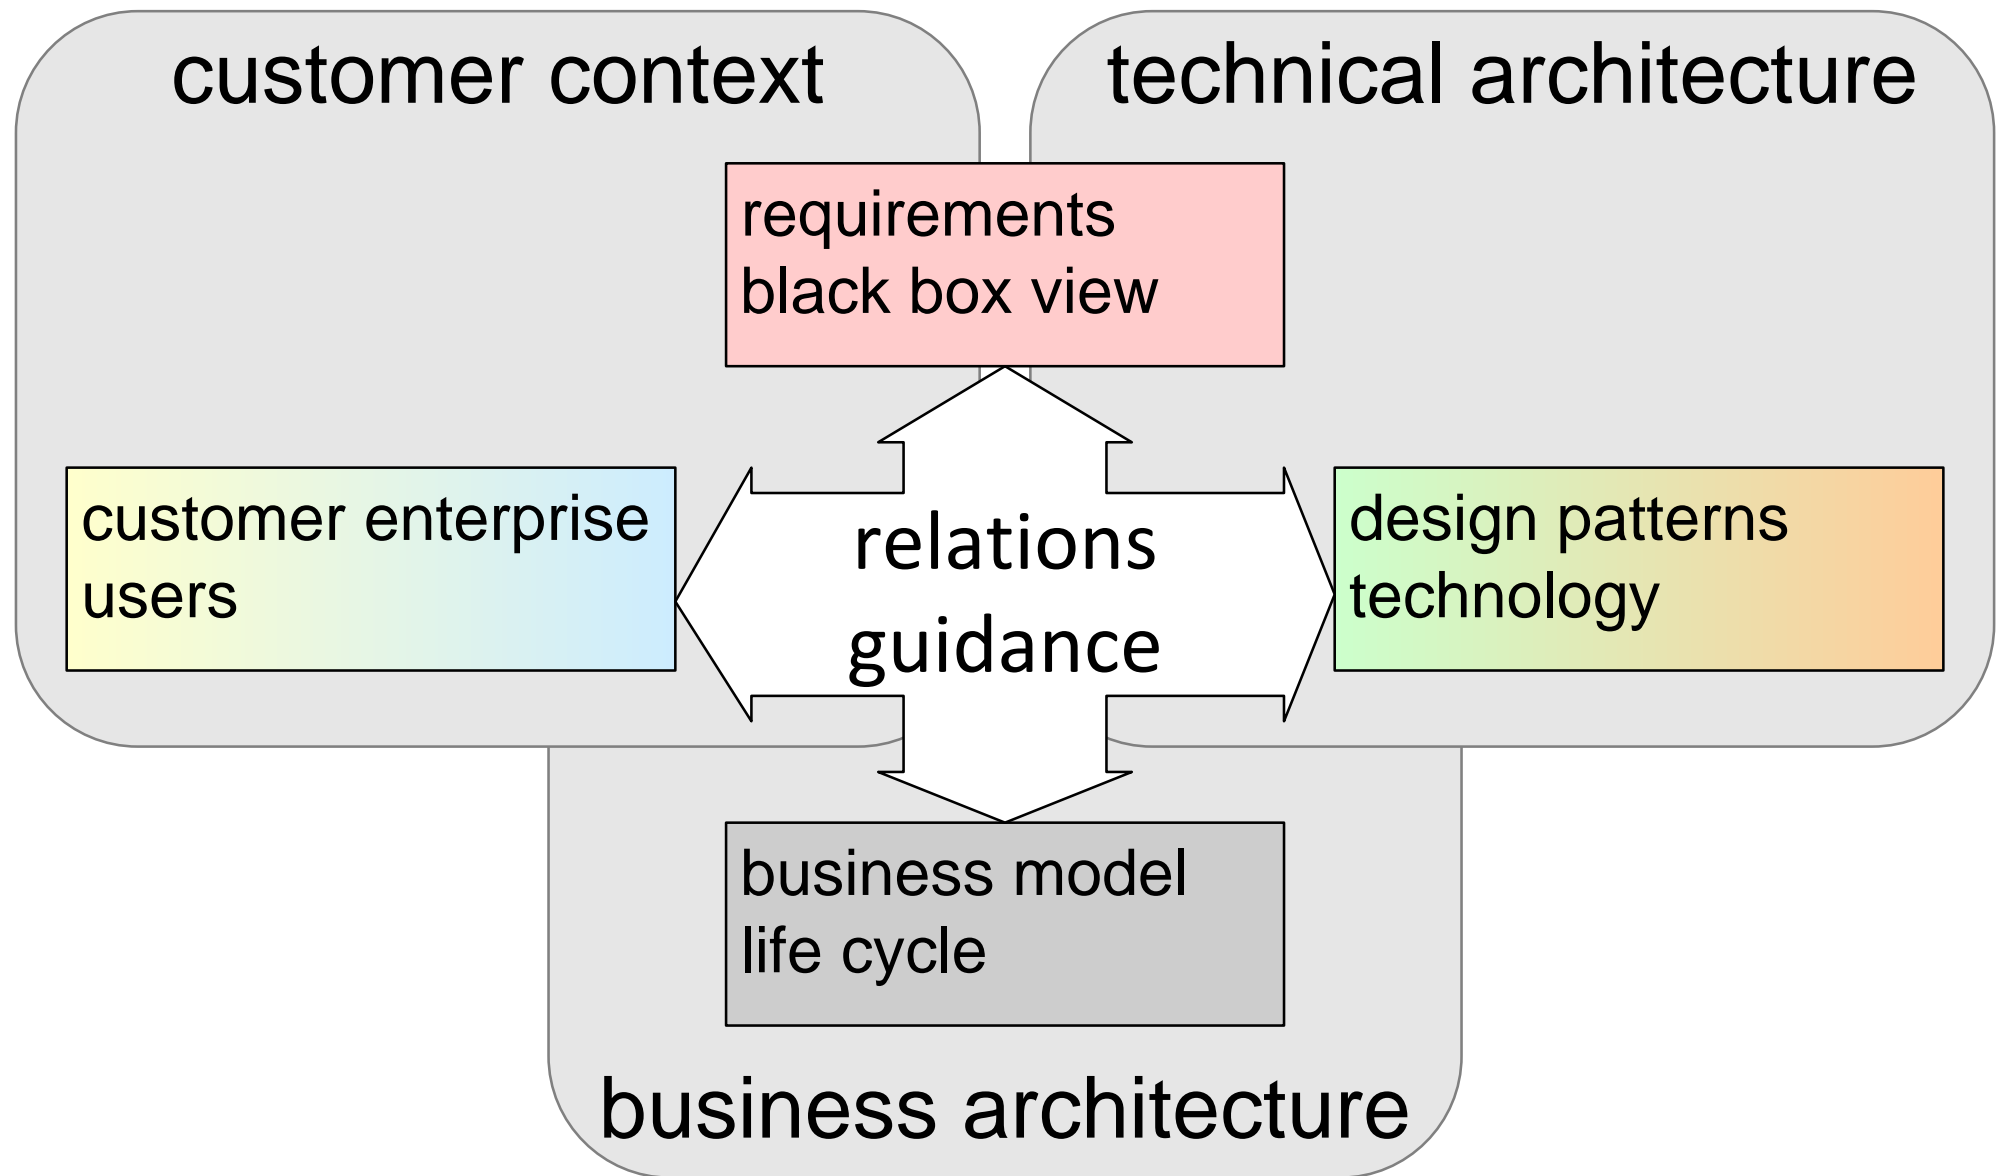 customer context
technical architecture
requirements
black box view
customer enterprise
users
relations
guidance
design patterns
technology
business model
life cycle
business architecture